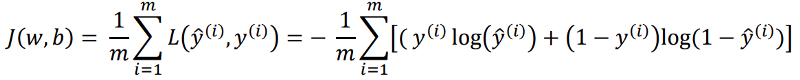 J(w, b) = 1/m ∑_{i=1}^{m} L(ŷ^{(i)}, y^{(i)}) = − 1/m ∑_{i=1}^{m} [( y^{(i)} log(ŷ^{(i)}) + (1 − y^{(i)})log(1 − ŷ^{(i)})]